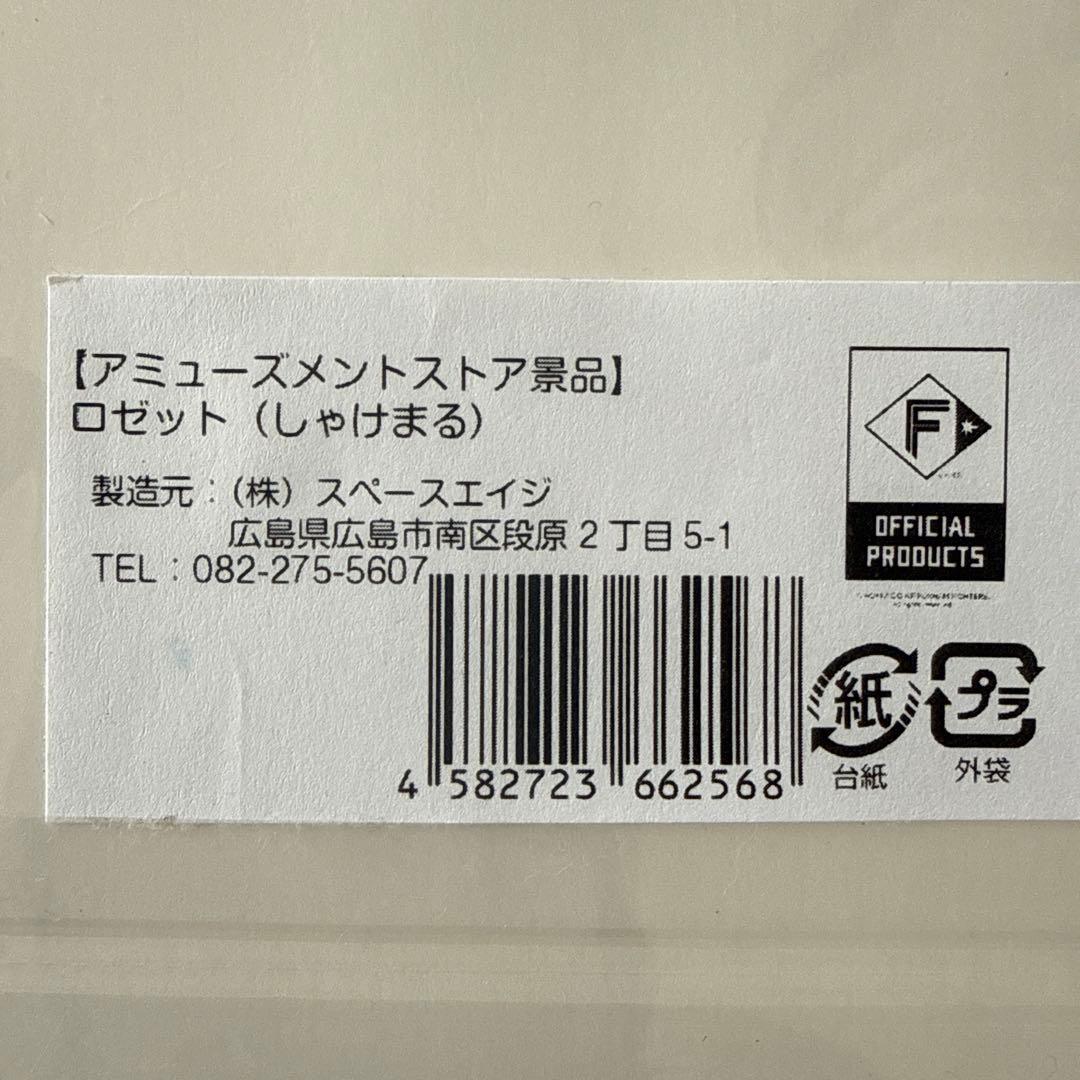 【アミューズメントストア景品】
ロゼット（しゃけまる）
製造元：（株）スペースエイジ
広島県広島市南区段原２丁目5-1
TEL：082-275-5607
4 582723 662568
F
OFFICIAL
PRODUCTS
紙
台紙
プラ
外袋